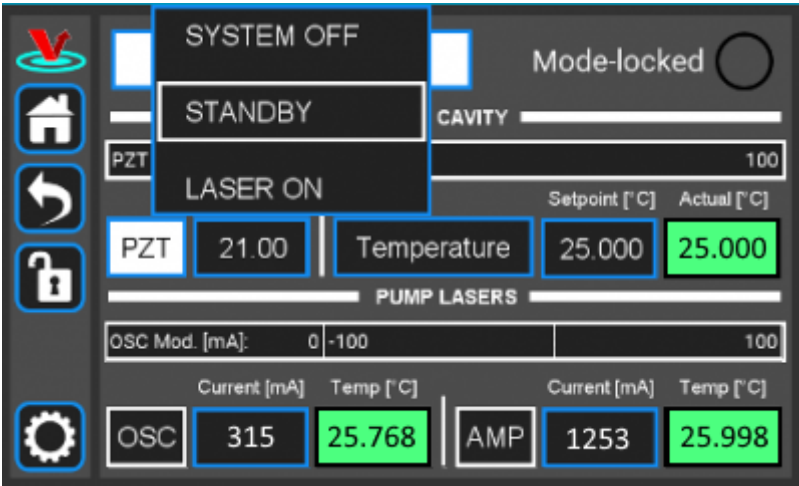 SYSTEM OFF
STANDBY
LASER ON
Mode-locked
CAVITY
PZT 100
Setpoint [°C] Actual [°C]
PZT 21.00 Temperature 25.000 25.000
PUMP LASERS
OSC Mod. [mA]: 0 -100 100
Current [mA] Temp [°C] Current [mA] Temp [°C]
OSC 315 25.768 AMP 1253 25.998